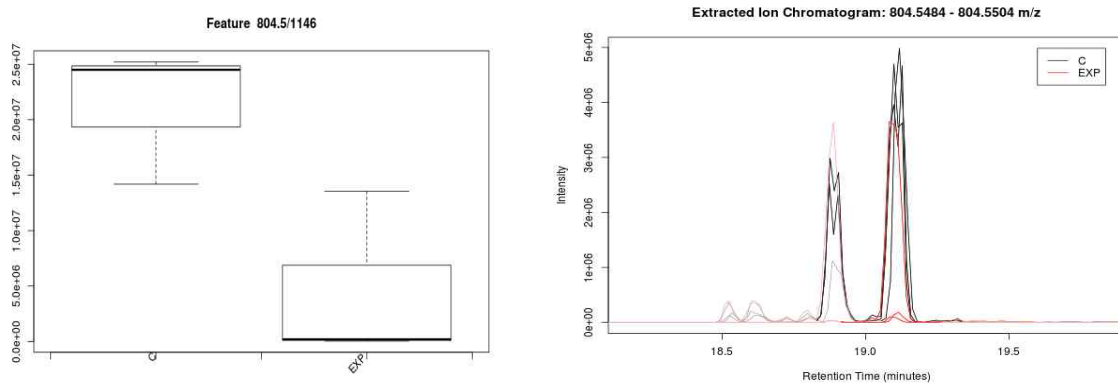 Feature 804.5/1146
2.5e+07
2.0e+07
1.5e+07
1.0e+07
5.0e+06
0.0e+00
C
EXP
Extracted Ion Chromatogram: 804.5484 - 804.5504 m/z
5e+06
4e+06
3e+06
2e+06
1e+06
0e+00
Intensity
C
EXP
18.5 19.0 19.5
Retention Time (minutes)